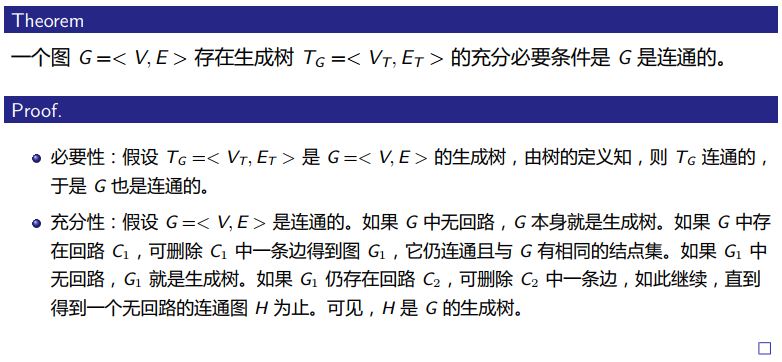 Theorem
一个图 G =< V, E > 存在生成树 T_G =< V_T, E_T > 的充分必要条件是 G 是连通的。
Proof.
必要性：假设 T_G =< V_T, E_T > 是 G =< V, E > 的生成树，由树的定义知，则 T_G 连通的，
于是 G 也是连通的。
充分性：假设 G =< V, E > 是连通的。如果 G 中无回路，G 本身就是生成树。如果 G 中存
在回路 C₁，可删除 C₁ 中一条边得到图 G₁，它仍连通且与 G 有相同的结点集。如果 G₁ 中
无回路，G₁ 就是生成树。如果 G₁ 仍存在回路 C₂，可删除 C₂ 中一条边，如此继续，直到
得到一个无回路的连通图 H 为止。可见，H 是 G 的生成树。